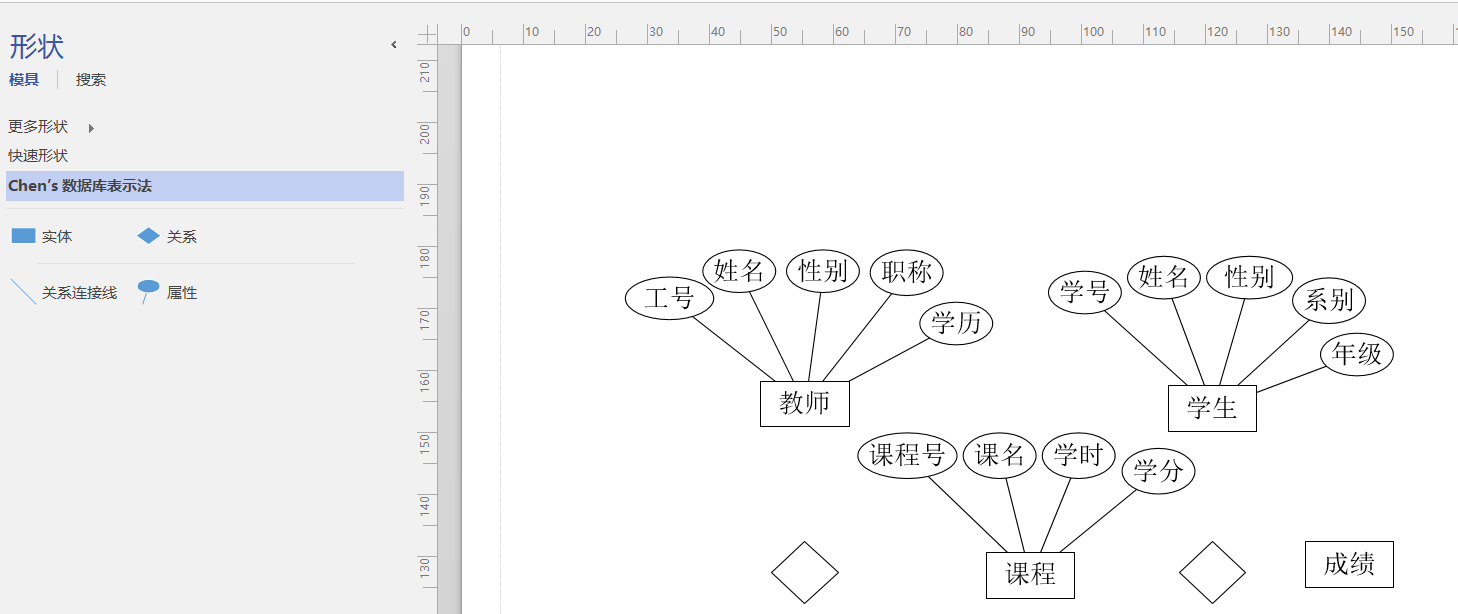 形状
模具 搜索
更多形状
快速形状
Chen's 数据库表示法
实体 关系
关系连接线 属性
0 10 20 30 40 50 60 70 80 90 100 110 120 130 140 150
210
200
190
180
170
160
150
140
130
工号 姓名 性别 职称 学历
教师
学号 姓名 性别 系别 年级
学生
课程号 课名 学时 学分
课程
成绩